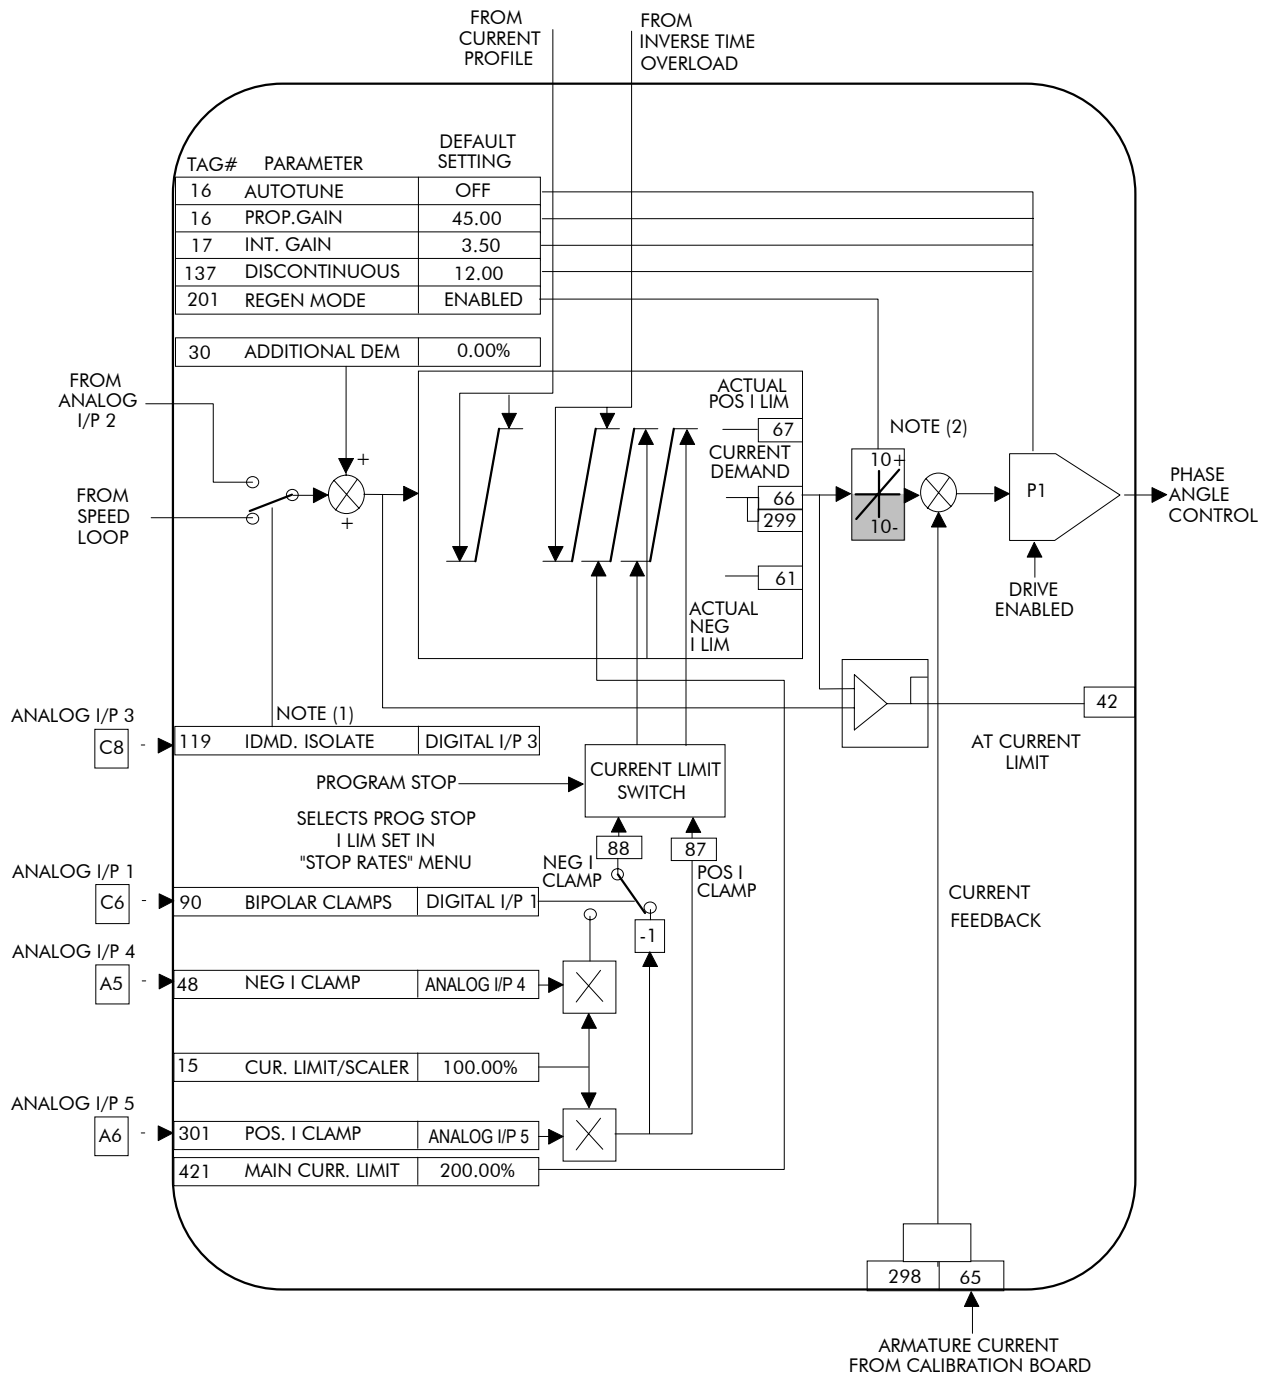 FROM
CURRENT
PROFILE
FROM
INVERSE TIME
OVERLOAD
TAG# PARAMETER DEFAULT
SETTING
16 AUTOTUNE OFF
16 PROP.GAIN 45.00
17 INT. GAIN 3.50
137 DISCONTINUOUS 12.00
201 REGEN MODE ENABLED
30 ADDITIONAL DEM 0.00%
FROM
ANALOG
I/P 2
FROM
SPEED
LOOP
+
+
ACTUAL
POS I LIM
67
CURRENT
DEMAND
66
299
61
ACTUAL
NEG
I LIM
NOTE (2)
10+
10-
P1
PHASE
ANGLE
CONTROL
DRIVE
ENABLED
42
AT CURRENT
LIMIT
ANALOG I/P 3
C8 -
NOTE (1)
119 IDMD. ISOLATE DIGITAL I/P 3
PROGRAM STOP
CURRENT LIMIT
SWITCH
SELECTS PROG STOP
I LIM SET IN
"STOP RATES" MENU
88
87
NEG I
CLAMP
POS I
CLAMP
ANALOG I/P 1
C6 -
90 BIPOLAR CLAMPS DIGITAL I/P 1
-1
CURRENT
FEEDBACK
ANALOG I/P 4
A5 -
48 NEG I CLAMP ANALOG I/P 4
15 CUR. LIMIT/SCALER 100.00%
ANALOG I/P 5
A6 -
301 POS. I CLAMP ANALOG I/P 5
421 MAIN CURR. LIMIT 200.00%
298 65
ARMATURE CURRENT
FROM CALIBRATION BOARD